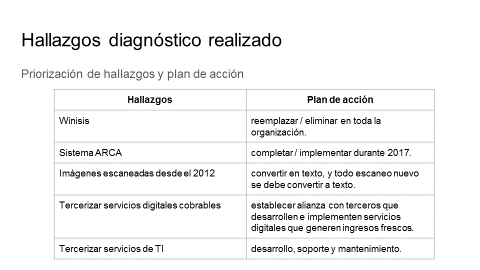 Hallazgos diagnóstico realizado
Priorización de hallazgos y plan de acción
Hallazgos
Plan de acción
Winisis
reemplazar / eliminar en toda la
organización.
Sistema ARCA
completar / implementar durante 2017.
Imágenes escaneadas desde el 2012
convertir en texto, y todo escaneo nuevo
se debe convertir a texto.
Tercerizar servicios digitales cobrables
establecer alianza con terceros que
desarrollen e implementen servicios
digitales que generen ingresos frescos.
Tercerizar servicios de TI
desarrollo, soporte y mantenimiento.